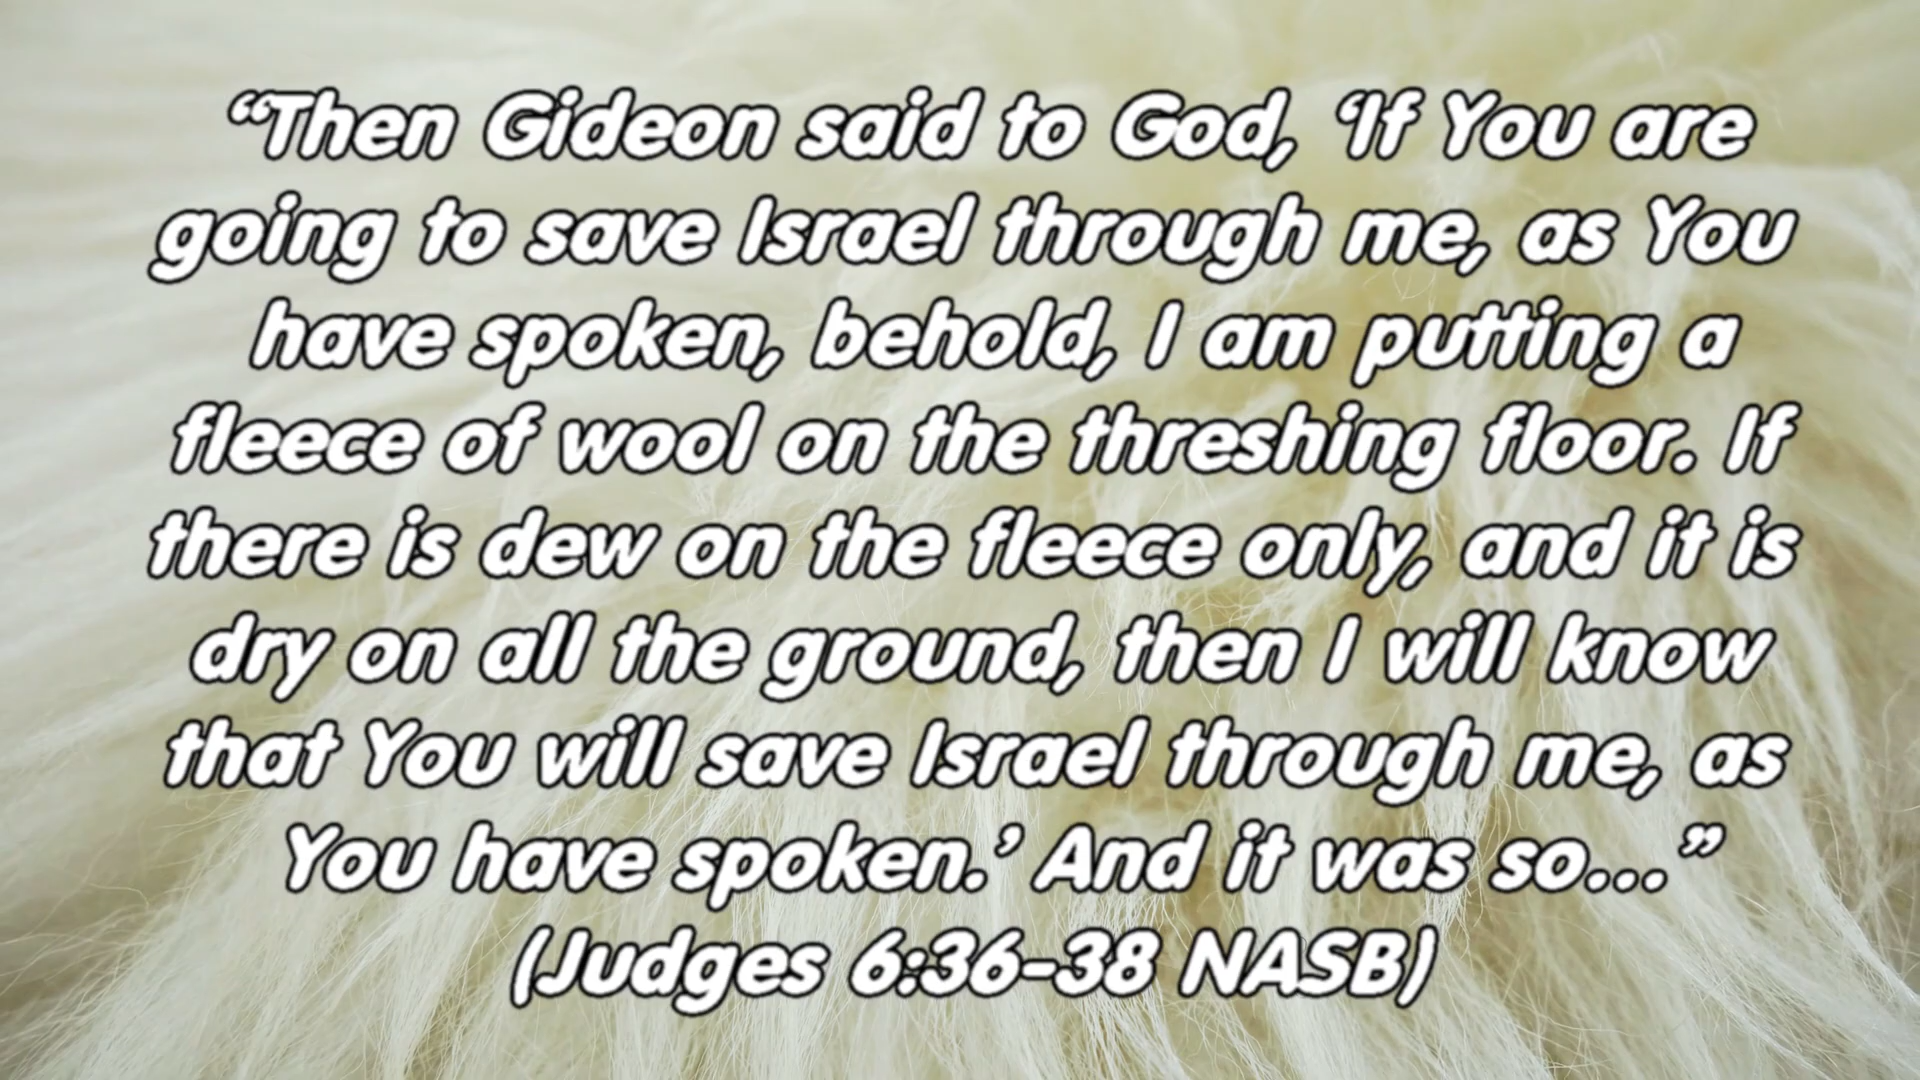 “Then Gideon said to God, ‘If You are
going to save Israel through me, as You
have spoken, behold, I am putting a
fleece of wool on the threshing floor. If
there is dew on the fleece only, and it is
dry on all the ground, then I will know
that You will save Israel through me, as
You have spoken.’ And it was so...”
(Judges 6:36-38 NASB)